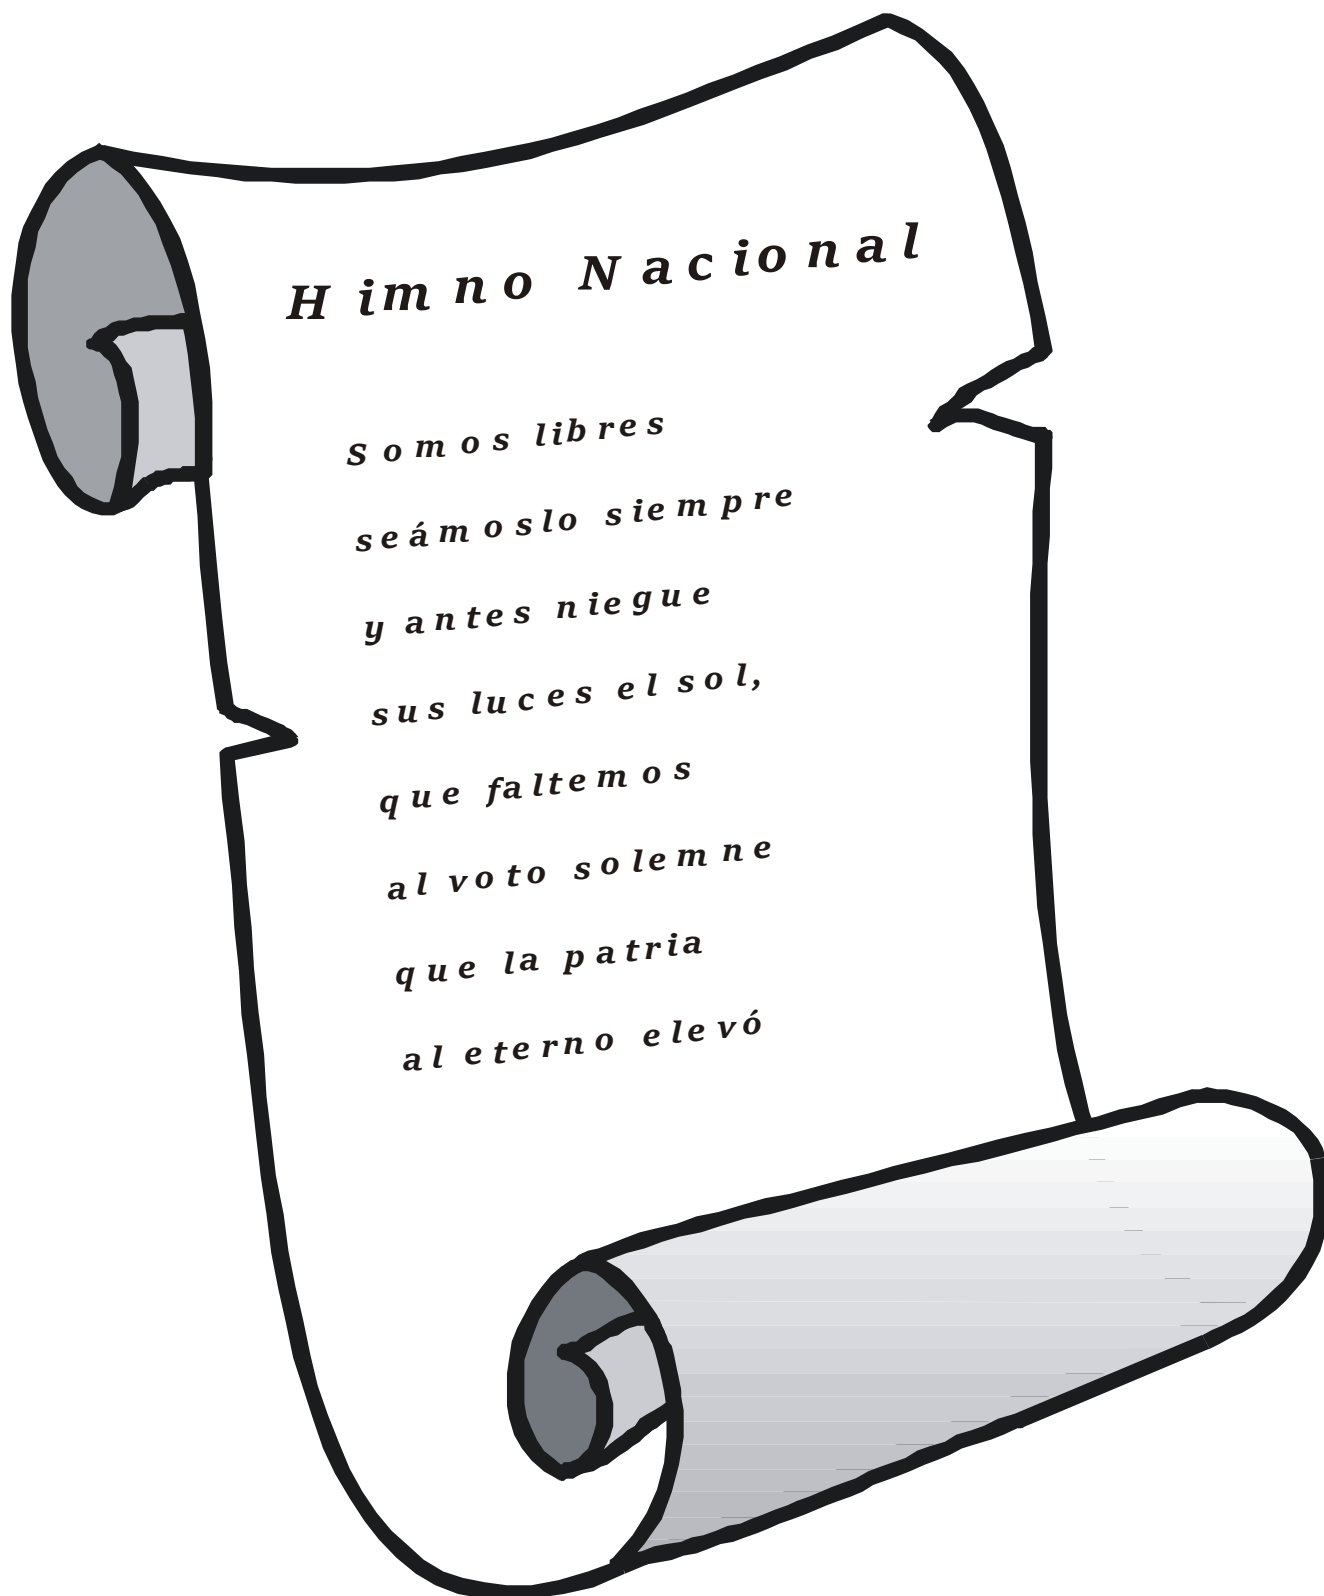 Himno Nacional
Somos libres
seámoslo siempre
y antes niegue
sus luces el sol,
que faltemos
al voto solemne
que la patria
al eterno elevó